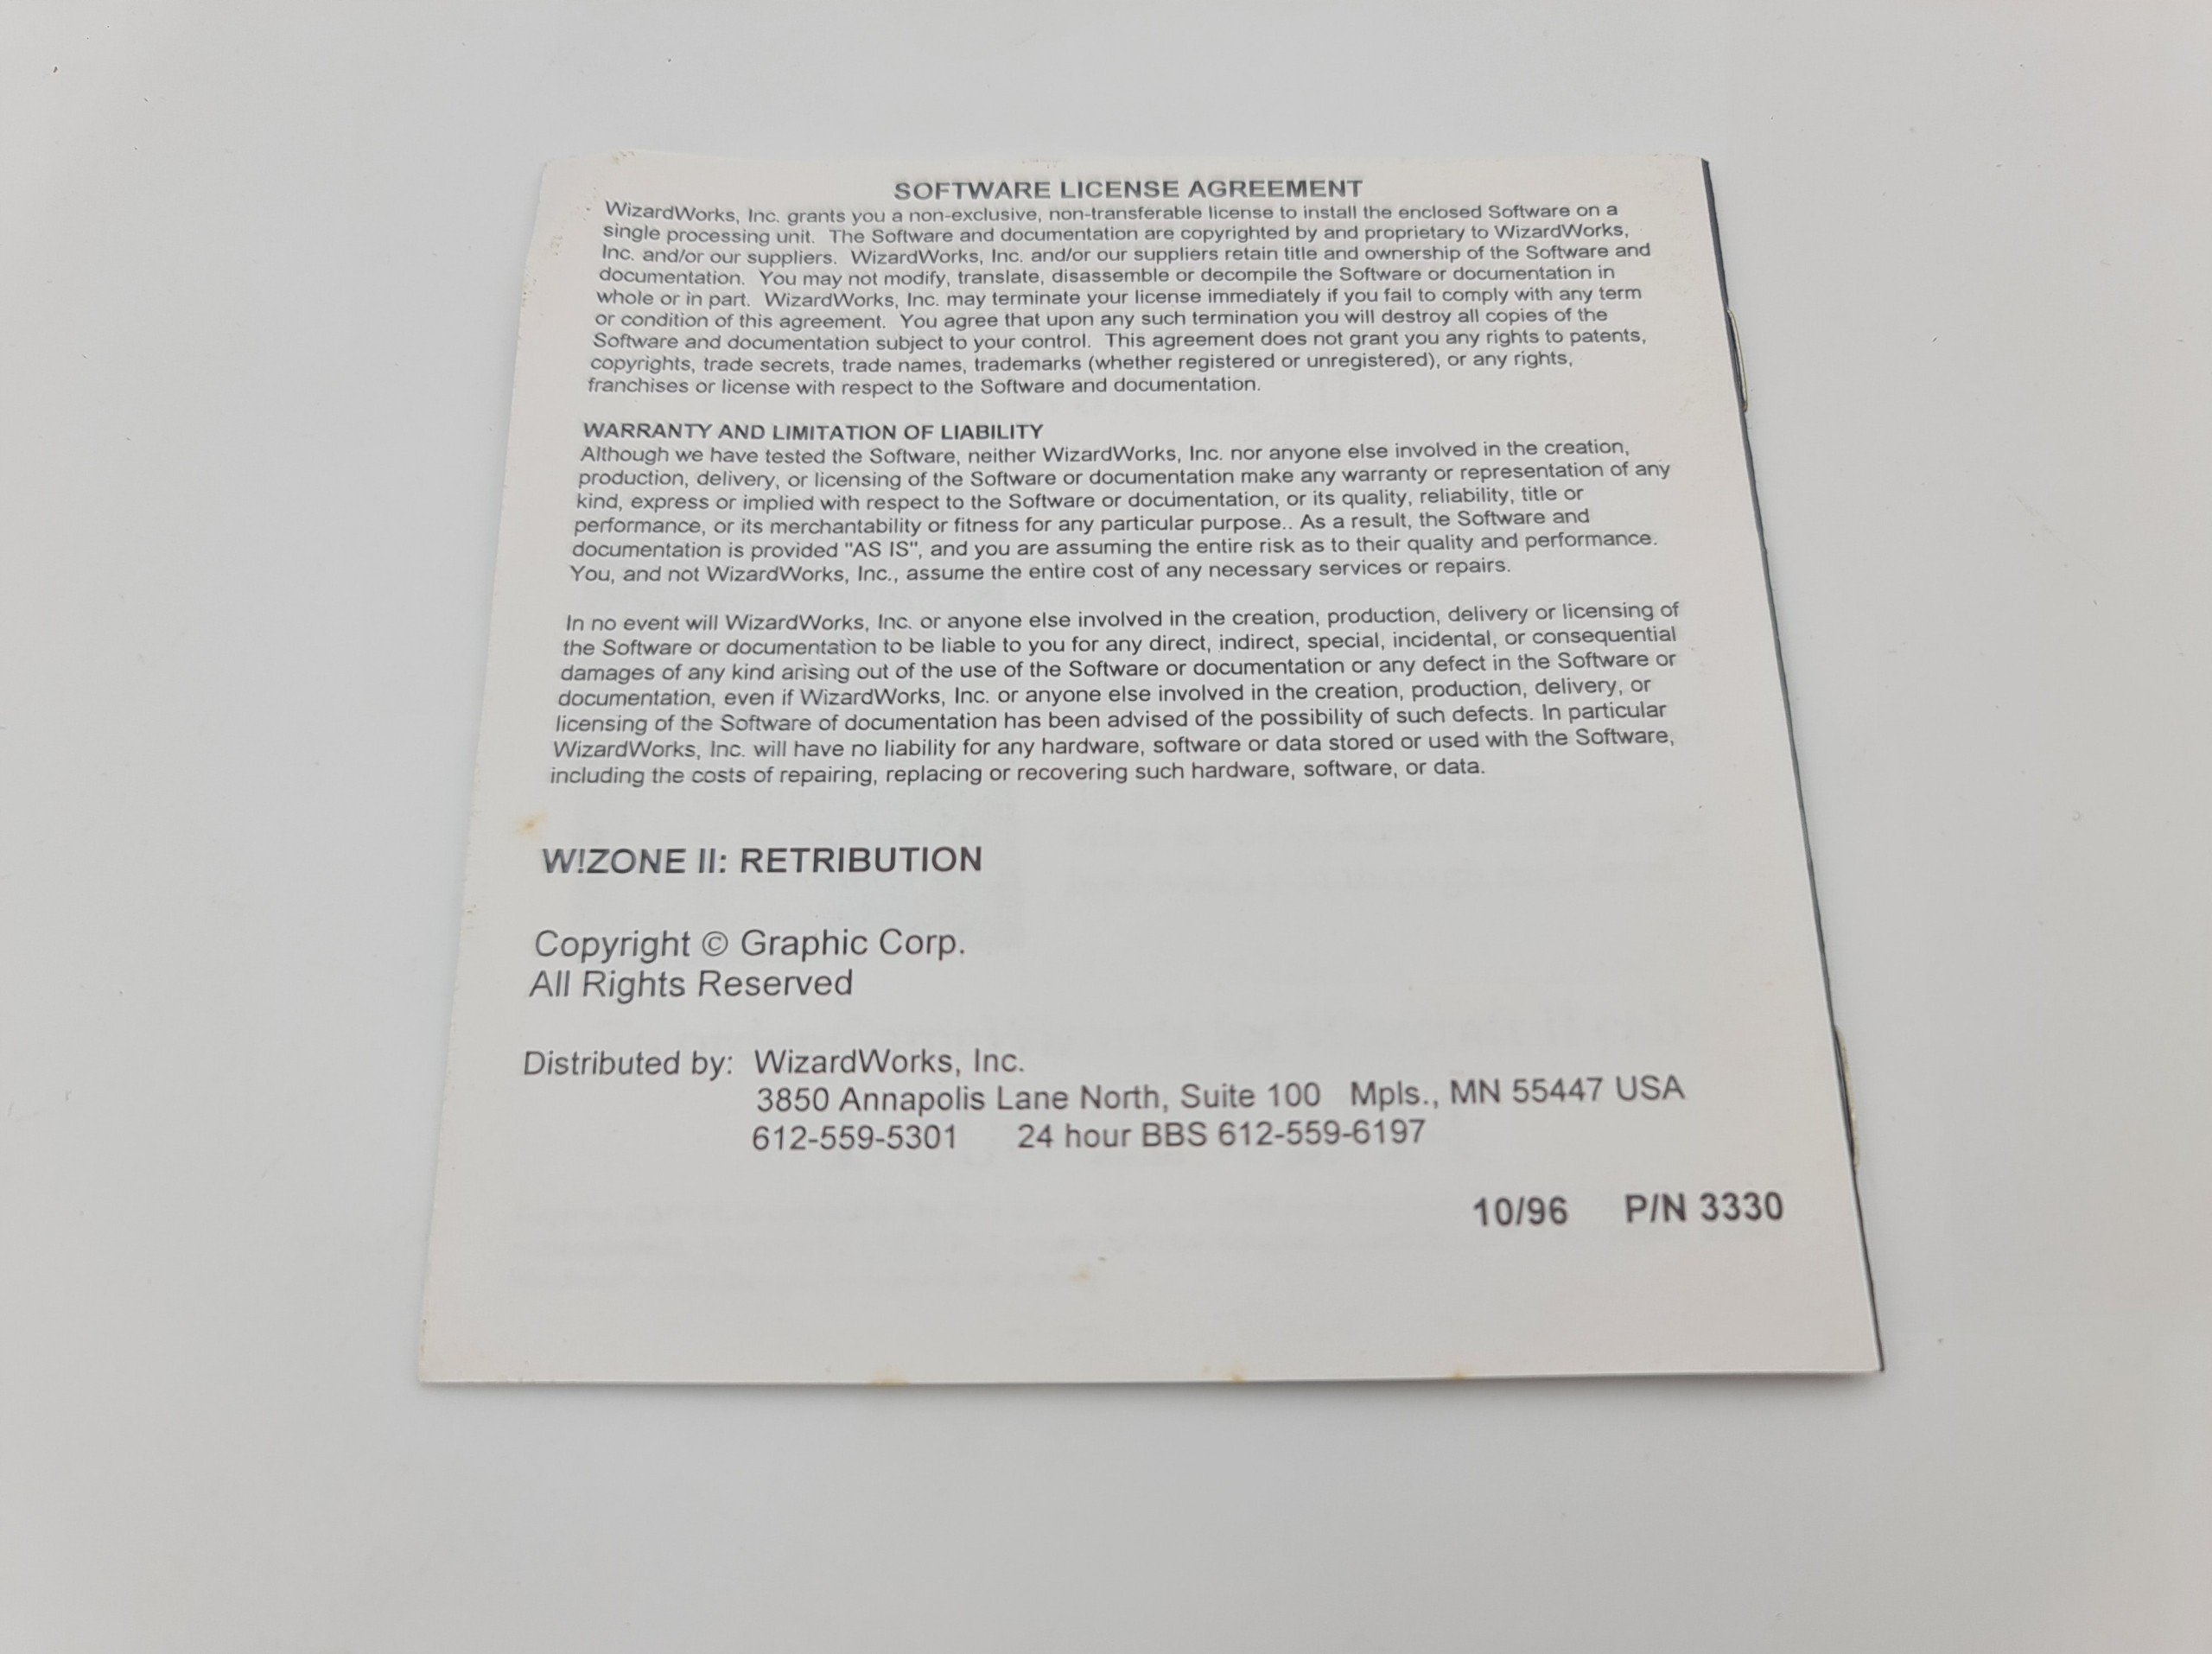 SOFTWARE LICENSE AGREEMENT
WizardWorks, Inc. grants you a non-exclusive, non-transferable license to install the enclosed Software on a
single processing unit. The Software and documentation are copyrighted by and proprietary to WizardWorks,
Inc. and/or our suppliers. WizardWorks, Inc. and/or our suppliers retain title and ownership of the Software and
documentation. You may not modify, translate, disassemble or decompile the Software or documentation in
whole or in part. WizardWorks, Inc. may terminate your license immediately if you fail to comply with any term
or condition of this agreement. You agree that upon any such termination you will destroy all copies of the
Software and documentation subject to your control. This agreement does not grant you any rights to patents,
copyrights, trade secrets, trade names, trademarks (whether registered or unregistered), or any rights,
franchises or license with respect to the Software and documentation.
WARRANTY AND LIMITATION OF LIABILITY
Although we have tested the Software, neither WizardWorks, Inc. nor anyone else involved in the creation,
production, delivery, or licensing of the Software or documentation make any warranty or representation of any
kind, express or implied with respect to the Software or documentation, or its quality, reliability, title or
performance, or its merchantability or fitness for any particular purpose.. As a result, the Software and
documentation is provided "AS IS", and you are assuming the entire risk as to their quality and performance.
You, and not WizardWorks, Inc., assume the entire cost of any necessary services or repairs.
In no event will WizardWorks, Inc. or anyone else involved in the creation, production, delivery or licensing of
the Software or documentation to be liable to you for any direct, indirect, special, incidental, or consequential
damages of any kind arising out of the use of the Software or documentation or any defect in the Software or
documentation, even if WizardWorks, Inc. or anyone else involved in the creation, production, delivery, or
licensing of the Software of documentation has been advised of the possibility of such defects. In particular
WizardWorks, Inc. will have no liability for any hardware, software or data stored or used with the Software,
including the costs of repairing, replacing or recovering such hardware, software, or data.
W!ZONE II: RETRIBUTION
Copyright © Graphic Corp.
All Rights Reserved
Distributed by: WizardWorks, Inc.
3850 Annapolis Lane North, Suite 100 Mpls., MN 55447 USA
612-559-5301 24 hour BBS 612-559-6197
10/96 P/N 3330